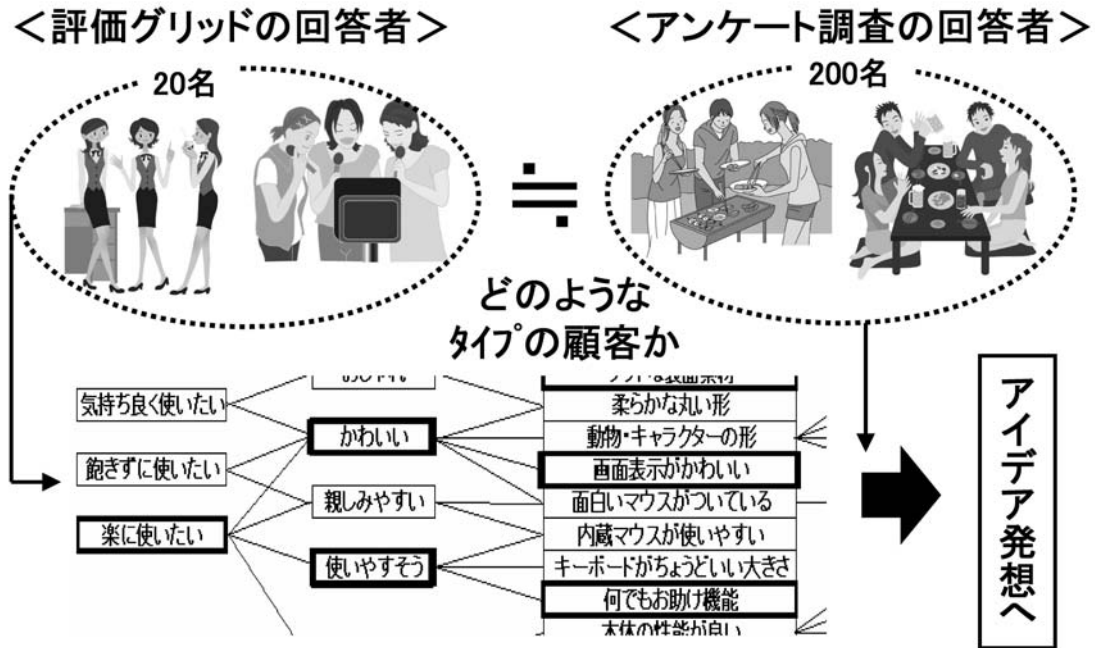 ＜評価グリッドの回答者＞
＜アンケート調査の回答者＞
20名
200名
≒
どのような
タイプの顧客か
気持ち良く使いたい
飽きずに使いたい
楽に使いたい
かわいい
親しみやすい
使いやすそう
柔らかな丸い形
動物・キャラクターの形
画面表示がかわいい
面白いマウスがついている
内蔵マウスが使いやすい
キーボードがちょうどいい大きさ
何でもお助け機能
本体の性能が良い
アイデア発想へ